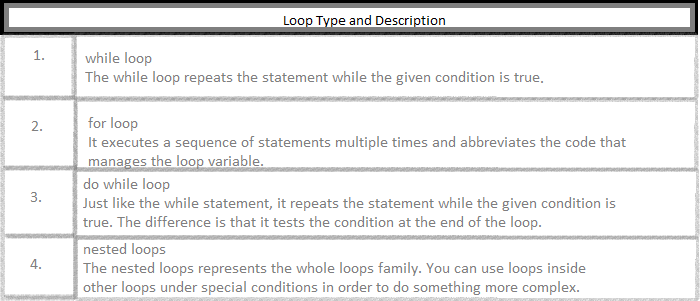 Loop Type and Description
1.
while loop
The while loop repeats the statement while the given condition is true.
2.
for loop
It executes a sequence of statements multiple times and abbreviates the code that
manages the loop variable.
3.
do while loop
Just like the while statement, it repeats the statement while the given condition is
true. The difference is that it tests the condition at the end of the loop.
4.
nested loops
The nested loops represents the whole loops family. You can use loops inside
other loops under special conditions in order to do something more complex.